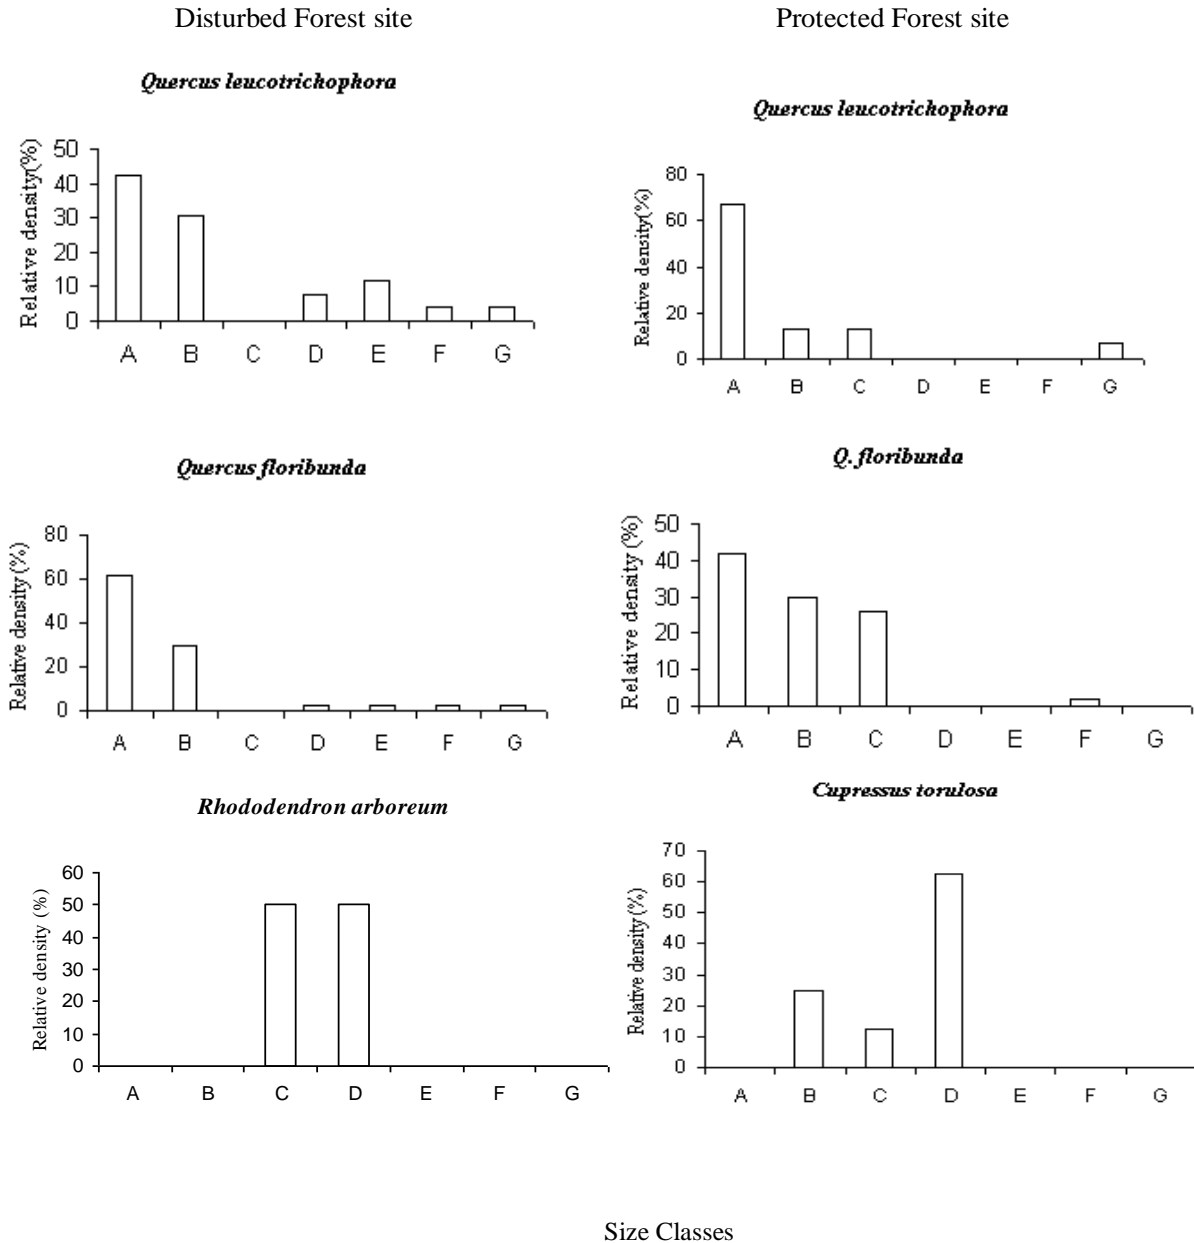 Disturbed Forest site
Protected Forest site
Quercus leucotrichophora
Relative density(%)
50
40
30
20
10
0
A B C D E F G
Quercus leucotrichophora
Relative density(%)
80
60
40
20
0
A B C D E F G
Quercus floribunda
Relative density (%)
80
60
40
20
0
A B C D E F G
Q. floribunda
Relative density (%)
50
40
30
20
10
0
A B C D E F G
Rhododendron arboreum
Relative density (%)
60
50
40
30
20
10
0
A B C D E F G
Cupressus torulosa
Relative density (%)
70
60
50
40
30
20
10
0
A B C D E F G
Size Classes